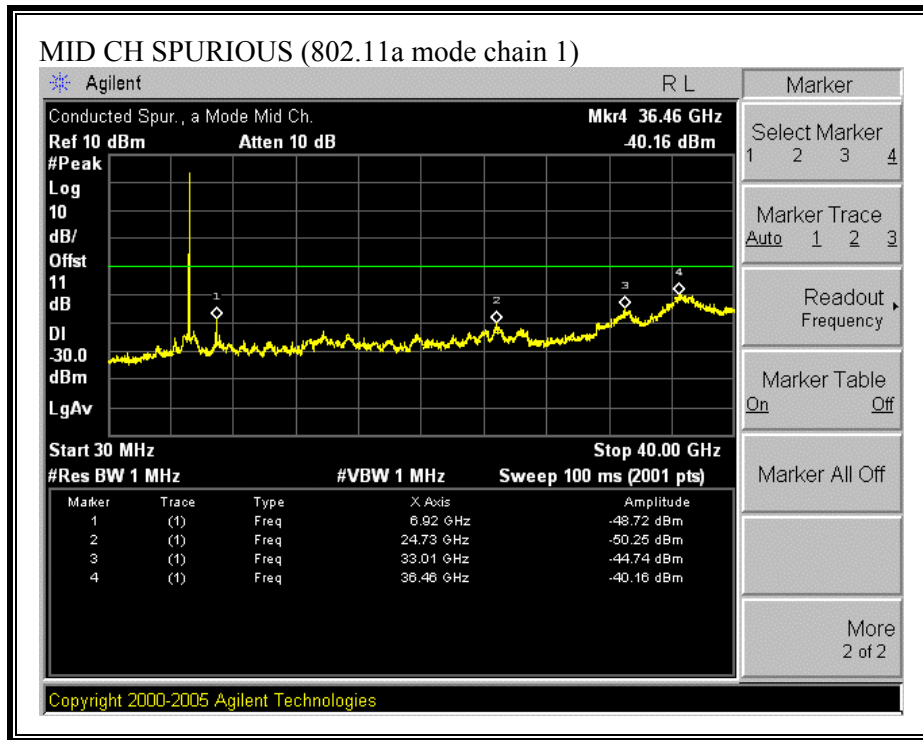 MID CH SPURIOUS (802.11a mode chain 1)
Agilent R L
Conducted Spur., a Mode Mid Ch. Mkr4 36.46 GHz
Ref 10 dBm Atten 10 dB -40.16 dBm
#Peak
Log
10
dB/
Offst
11
dB
DI
-30.0
dBm
LgAv
1
2
3
4
Start 30 MHz Stop 40.00 GHz
#Res BW 1 MHz #VBW 1 MHz Sweep 100 ms (2001 pts)
Marker Trace Type X Axis Amplitude
1 (1) Freq 6.92 GHz -48.72 dBm
2 (1) Freq 24.73 GHz -50.25 dBm
3 (1) Freq 33.01 GHz -44.74 dBm
4 (1) Freq 36.46 GHz -40.16 dBm
Marker
Select Marker
1 2 3 4
Marker Trace
Auto 1 2 3
Readout
Frequency
Marker Table
On Off
Marker All Off
More
2 of 2
Copyright 2000-2005 Agilent Technologies